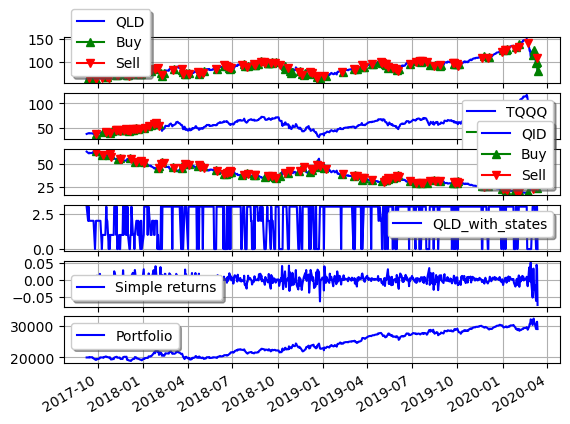 QLD
Buy
Sell
150
100
TQQQ
100
50
QID
Buy
Sell
50
25
QLD_with_states
2.5
0.0
Simple returns
0.05
0.00
-0.05
Portfolio
30000
20000
2017-10 2018-01 2018-04 2018-07 2018-10 2019-01 2019-04 2019-07 2019-10 2020-01 2020-04